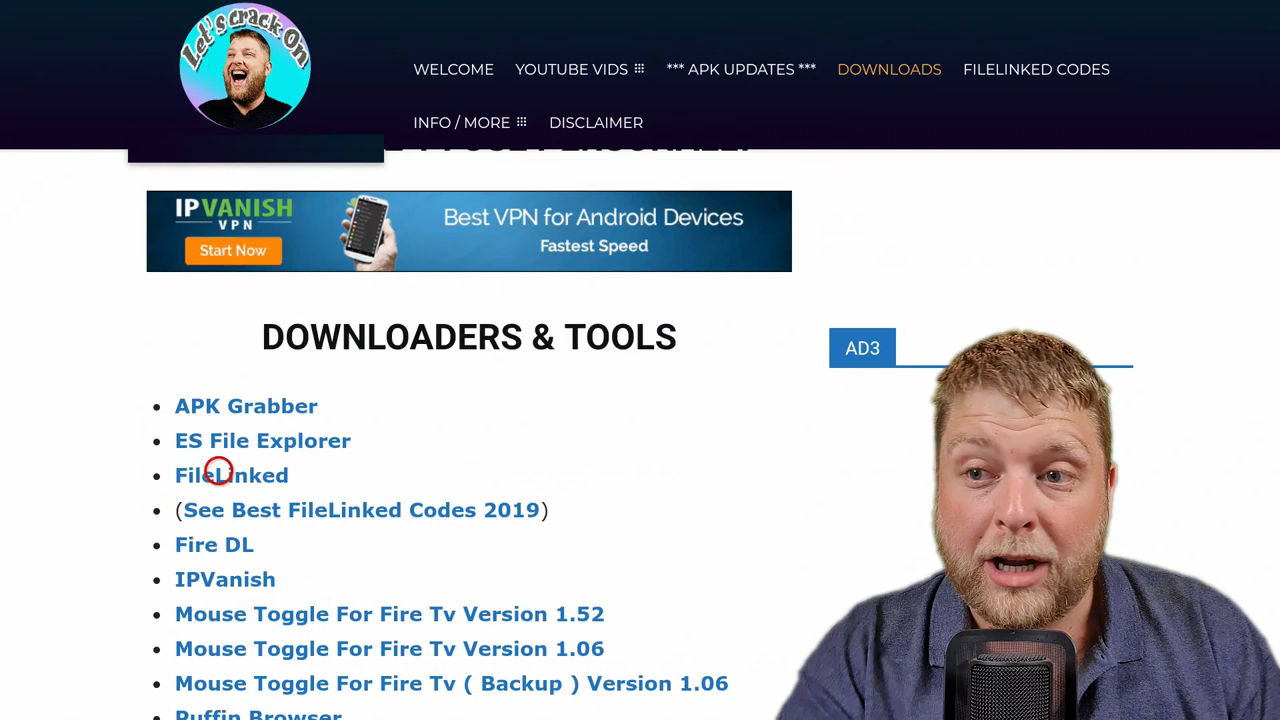 Let's crack On
WELCOME YOUTUBE VIDS *** APK UPDATES *** DOWNLOADS FILELINKED CODES
INFO / MORE DISCLAIMER
IPVANISH
VPN
Start Now
Best VPN for Android Devices
Fastest Speed
DOWNLOADERS & TOOLS
AD3
• APK Grabber
• ES File Explorer
• FileLinked
• (See Best FileLinked Codes 2019)
• Fire DL
• IPVanish
• Mouse Toggle For Fire Tv Version 1.52
• Mouse Toggle For Fire Tv Version 1.06
• Mouse Toggle For Fire Tv ( Backup ) Version 1.06
Puffin Browser